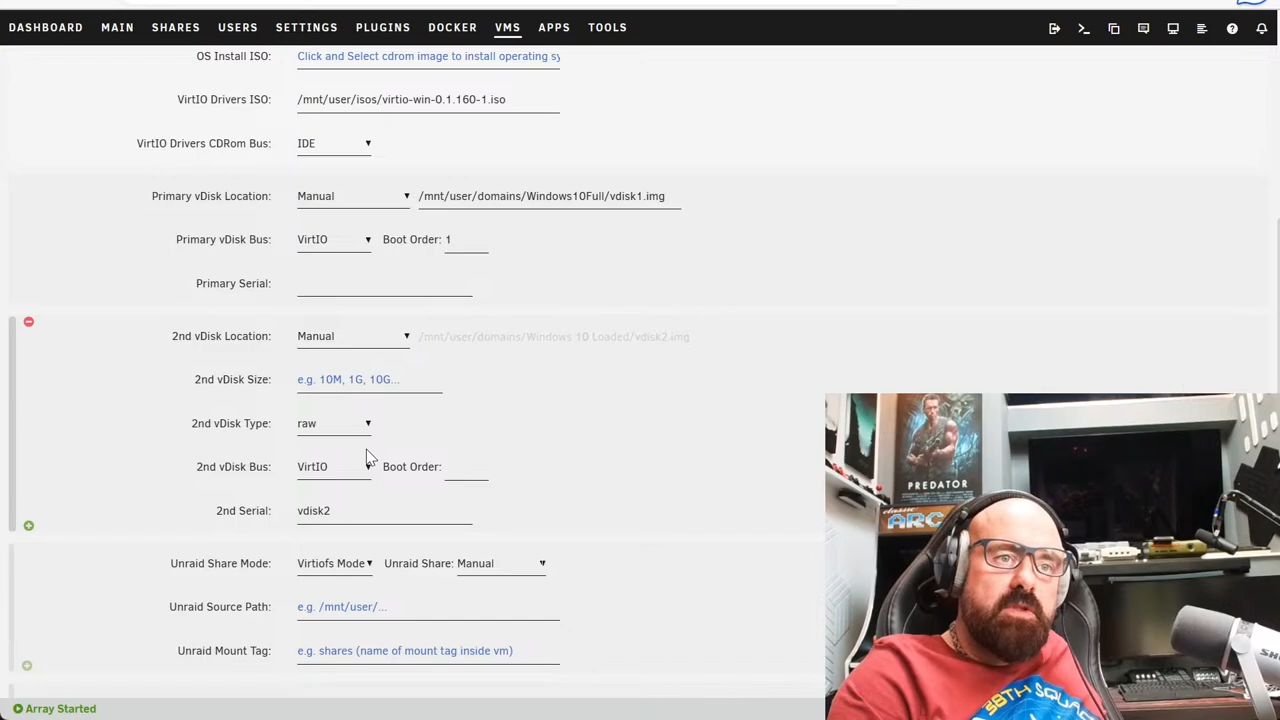 DASHBOARD MAIN SHARES USERS SETTINGS PLUGINS DOCKER VMS APPS TOOLS
OS Install ISO: Click and Select cdrom image to install operating sy
VirtIO Drivers ISO: /mnt/user/isos/virtio-win-0.1.160-1.iso
VirtIO Drivers CDRom Bus: IDE
Primary vDisk Location: Manual /mnt/user/domains/Windows10Full/vdisk1.img
Primary vDisk Bus: VirtIO Boot Order: 1
Primary Serial:
2nd vDisk Location: Manual /mnt/user/domains/Windows 10 Loaded/vdisk2.img
2nd vDisk Size: e.g. 10M, 1G, 10G...
2nd vDisk Type: raw
2nd vDisk Bus: VirtIO Boot Order:
2nd Serial: vdisk2
Unraid Share Mode: Virtiofs Mode Unraid Share: Manual
Unraid Source Path: e.g. /mnt/user/...
Unraid Mount Tag: e.g. shares (name of mount tag inside vm)
Array Started
PREDATOR
classic
ARC